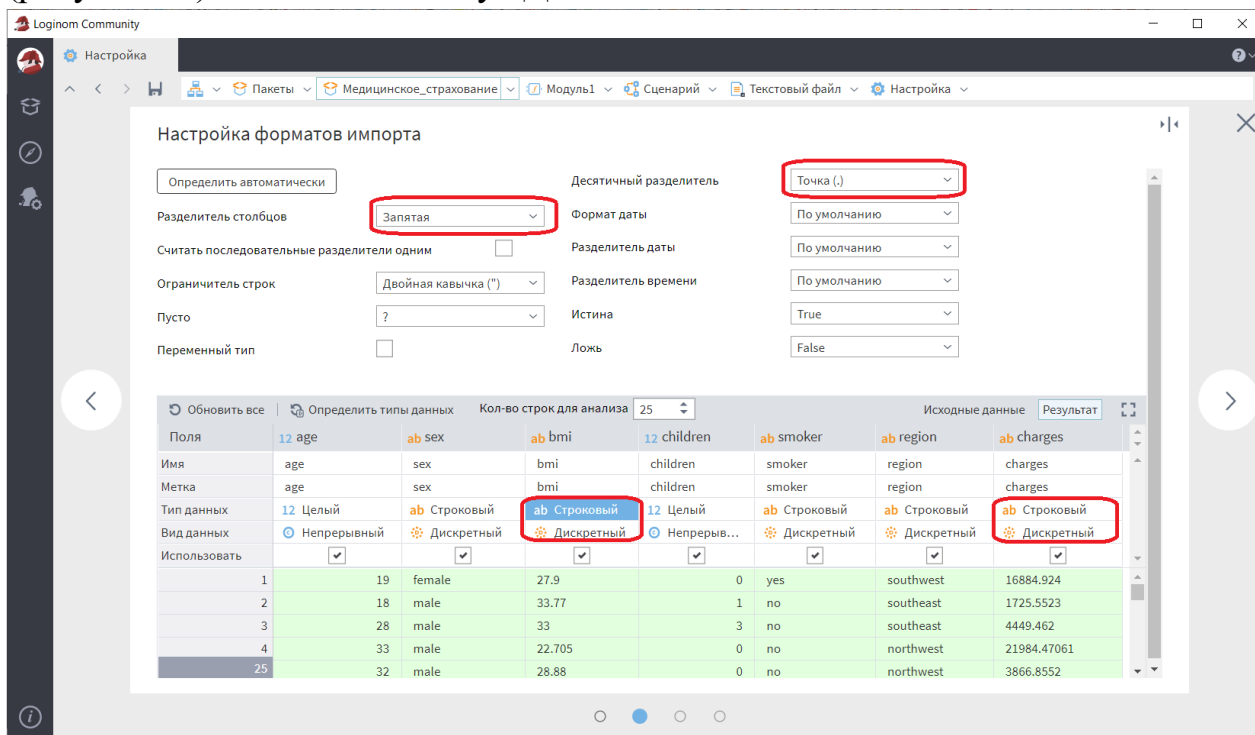 Loginom Community
Настройка
Пакеты Медицинское_страхование Модуль1 Сценарий Текстовый файл Настройка
Настройка форматов импорта
Определить автоматически
Десятичный разделитель Точка (.)
Разделитель столбцов Запятая
Формат даты По умолчанию
Считать последовательные разделители одним
Разделитель даты По умолчанию
Ограничитель строк Двойная кавычка (")
Разделитель времени По умолчанию
Пусто ?
Истина True
Переменный тип
Ложь False
Обновить все Определить типы данных Кол-во строк для анализа 25 Исходные данные Результат
Поля 12 age ab sex ab bmi 12 children ab smoker ab region ab charges
Имя age sex bmi children smoker region charges
Метка age sex bmi children smoker region charges
Тип данных 12 Целый ab Строковый ab Строковый 12 Целый ab Строковый ab Строковый ab Строковый
Вид данных Непрерывный Дискретный Дискретный Непрерыв... Дискретный Дискретный Дискретный
Использовать
1 19 female 27.9 0 yes southwest 16884.924
2 18 male 33.77 1 no southeast 1725.5523
3 28 male 33 3 no southeast 4449.462
4 33 male 22.705 0 no northwest 21984.47061
25 32 male 28.88 0 no northwest 3866.8552